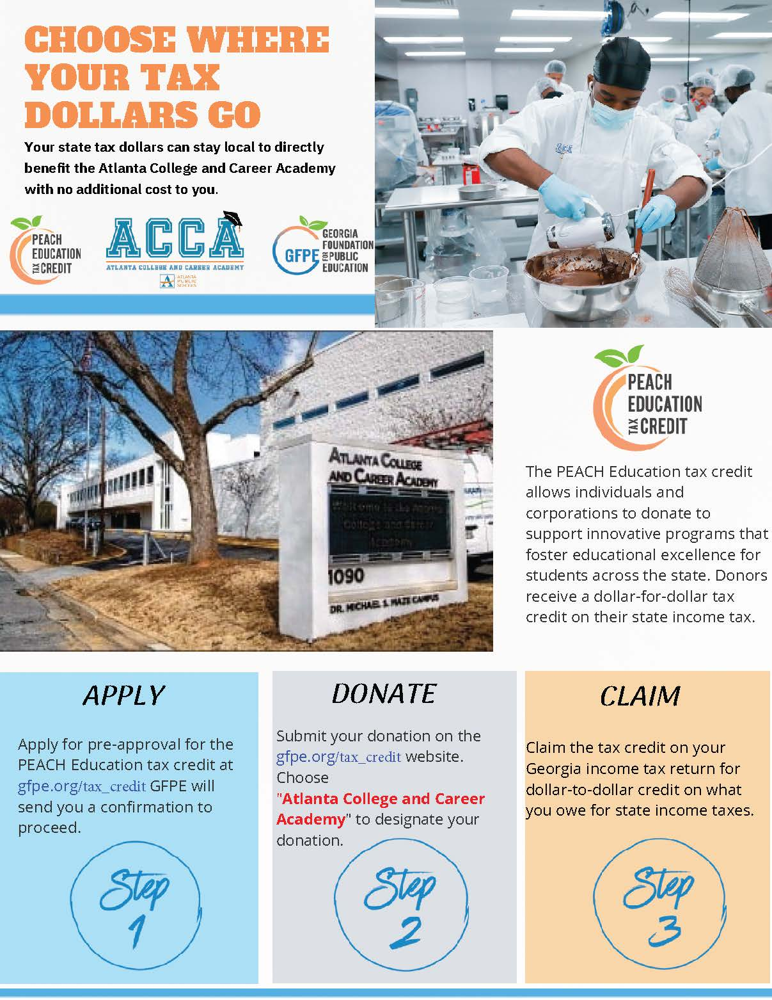 CHOOSE WHERE
YOUR TAX
DOLLARS GO
Your state tax dollars can stay local to directly
benefit the Atlanta College and Career Academy
with no additional cost to you.
PEACH
EDUCATION
TAX CREDIT
ACCA
ATLANTA COLLEGE AND CAREER ACADEMY
ATLANTA
PUBLIC
SCHOOLS
GFPE
GEORGIA
FOUNDATION
FOR PUBLIC
EDUCATION
ACCA
ATLANTA COLLEGE
AND CAREER ACADEMY
Welcome to the Atlanta
College and Career
Academy
1090
DR. MICHAEL S. MAZE CAMPUS
PEACH
EDUCATION
TAX CREDIT
The PEACH Education tax credit
allows individuals and
corporations to donate to
support innovative programs that
foster educational excellence for
students across the state. Donors
receive a dollar-for-dollar tax
credit on their state income tax.
APPLY
Apply for pre-approval for the
PEACH Education tax credit at
gfpe.org/tax_credit GFPE will
send you a confirmation to
proceed.
Step
1
DONATE
Submit your donation on the
gfpe.org/tax_credit website.
Choose
"Atlanta College and Career
Academy" to designate your
donation.
Step
2
CLAIM
Claim the tax credit on your
Georgia income tax return for
dollar-to-dollar credit on what
you owe for state income taxes.
Step
3